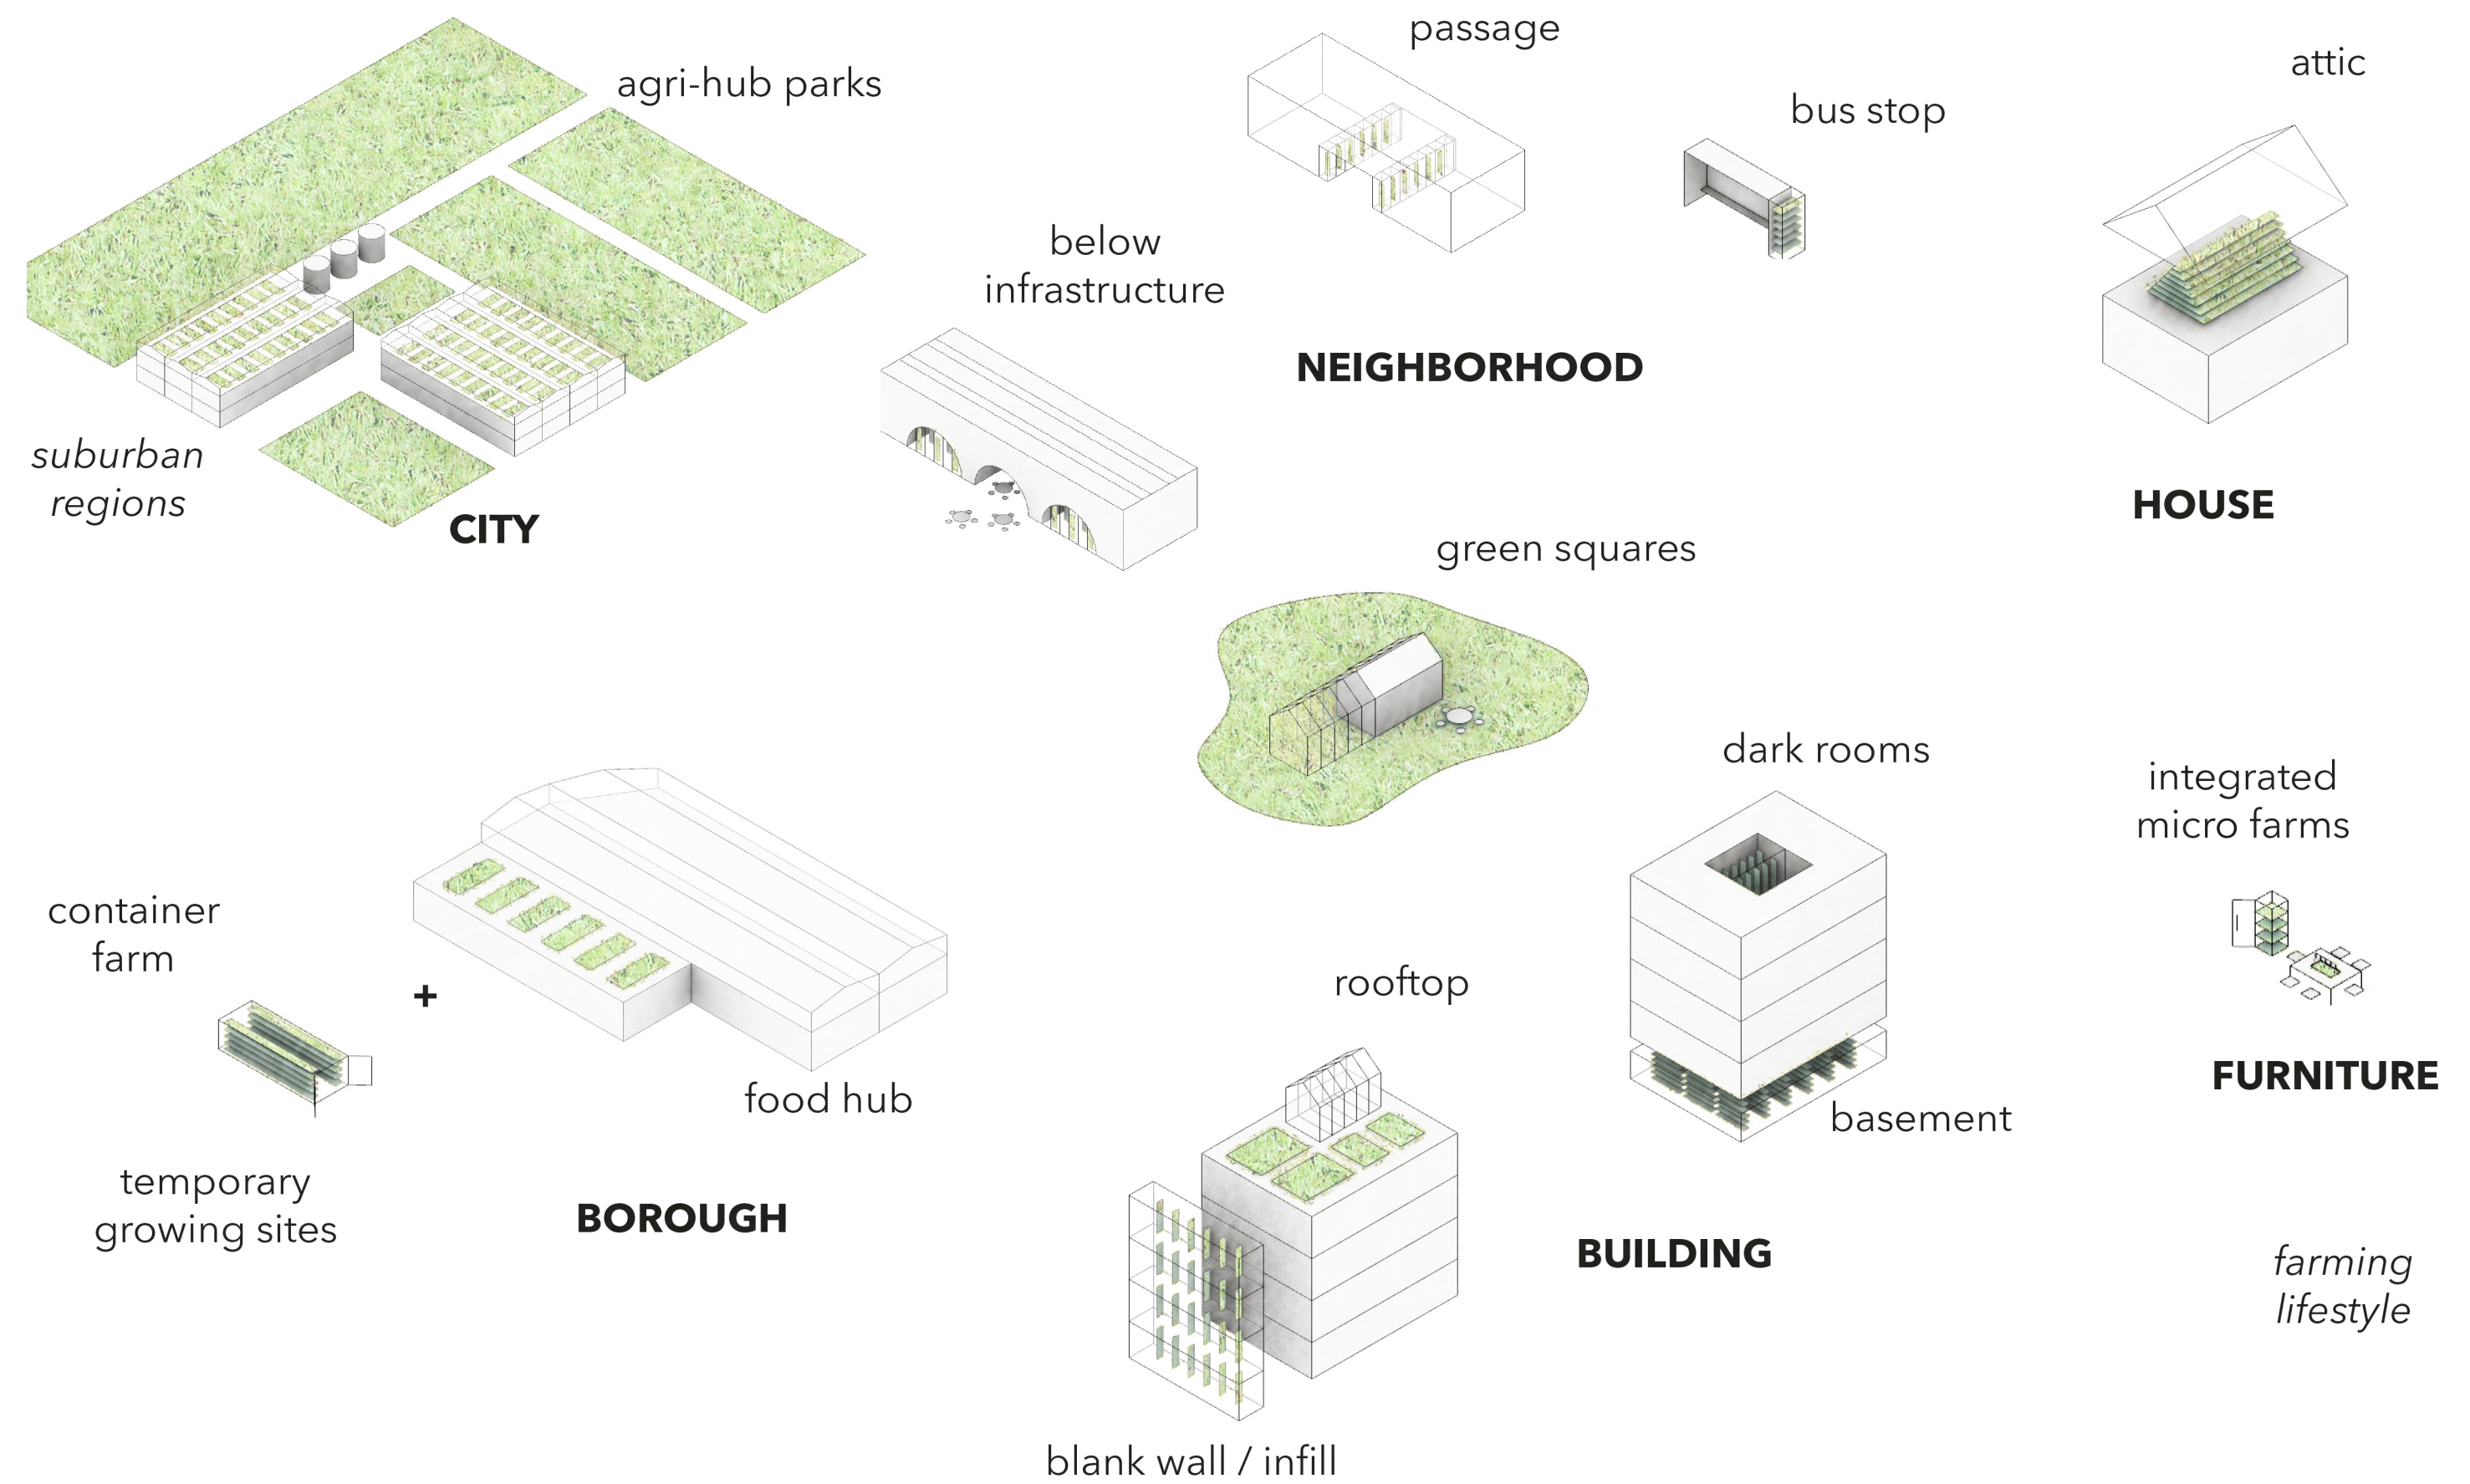 agri-hub parks
suburban
regions
CITY
passage
bus stop
below
infrastructure
NEIGHBORHOOD
green squares
attic
HOUSE
container
farm
+
food hub
temporary
growing sites
BOROUGH
dark rooms
rooftop
basement
BUILDING
blank wall / infill
integrated
micro farms
FURNITURE
farming
lifestyle